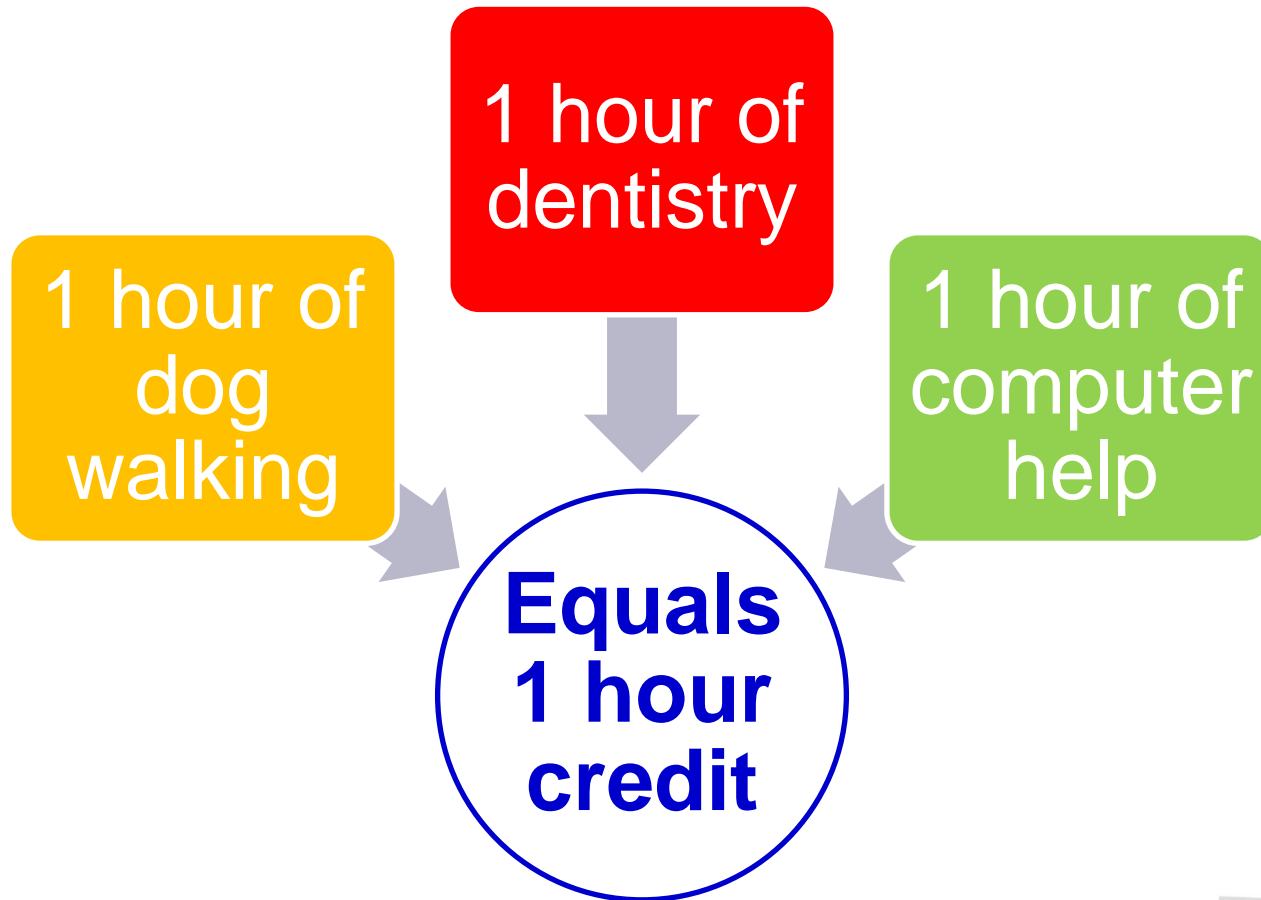 1 hour of
dentistry
1 hour of
dog
walking
1 hour of
computer
help
Equals
1 hour
credit